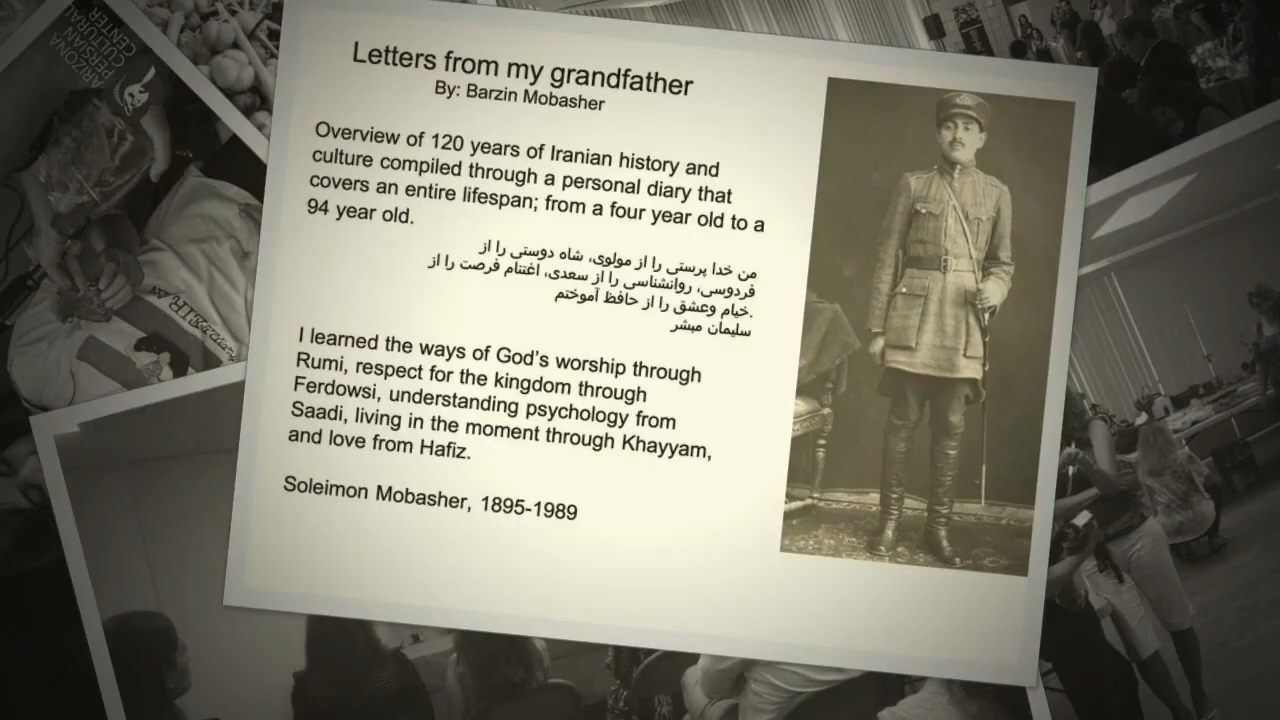 ARIZONA
PERSIAN
CULTURAL
CENTER
Letters from my grandfather
By: Barzin Mobasher
Overview of 120 years of Iranian history and
culture compiled through a personal diary that
covers an entire lifespan; from a four year old to a
94 year old.
من خدا پرستی را از مولوی، شاه دوستی را از
فردوسی، روانشناسی را از سعدی، اغتنام فرصت را از
خیام وعشق را از حافظ آموختم.
سلیمان مبشر
I learned the ways of God’s worship through
Rumi, respect for the kingdom through
Ferdowsi, understanding psychology from
Saadi, living in the moment through Khayyam,
and love from Hafiz.
Soleimon Mobasher, 1895-1989